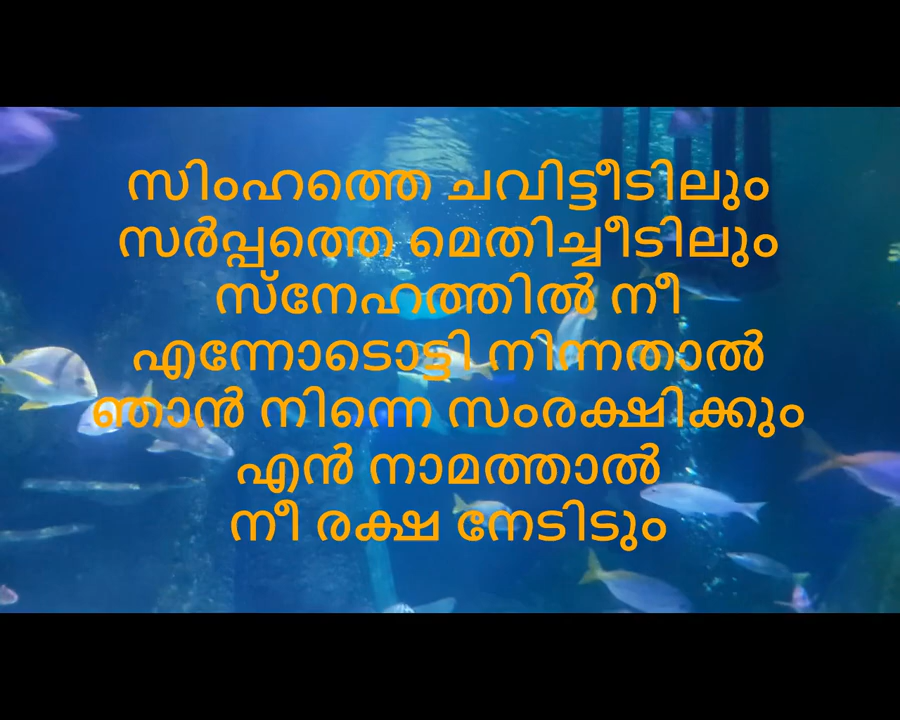 സിംഹത്തെ ചവിട്ടീടിലും
സർപ്പത്തെ മെതിച്ചീടിലും
സ്നേഹത്തിൽ നീ
എന്നോടൊട്ടി നിന്നതാൽ
ഞാൻ നിന്നെ സംരക്ഷിക്കും
എൻ നാമത്താൽ
നീ രക്ഷ നേടിടും